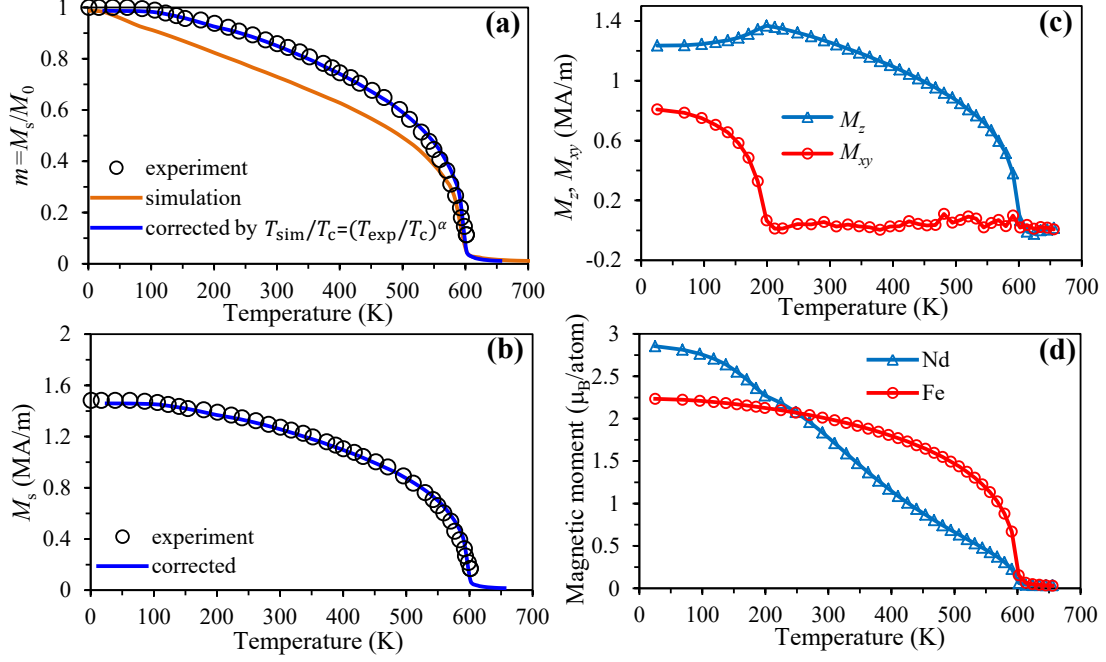 (a)
m=Ms/M0
1
0.8
0.6
0.4
0.2
0
experiment
simulation
corrected by Tsim/Tc=(Texp/TC)^α
0 100 200 300 400 500 600 700
Temperature (K)
(c)
Mz, Mxy (MA/m)
1.8
1.4
1
0.6
0.2
-0.2
Mz
Mxy
0 100 200 300 400 500 600 700
Temperature (K)
(b)
Ms (MA/m)
2
1.6
1.2
0.8
0.4
0
experiment
corrected
0 100 200 300 400 500 600 700
Temperature (K)
(d)
Magnetic moment (μB/atom)
3
2.5
2
1.5
1
0.5
0
Nd
Fe
0 100 200 300 400 500 600 700
Temperature (K)